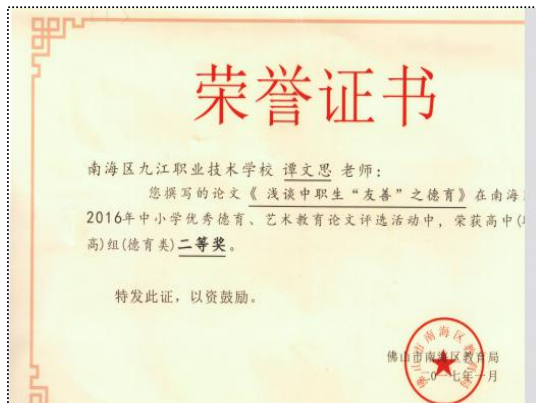 荣誉证书
南海区九江职业技术学校 谭文思 老师：
您撰写的论文《 浅谈中职生“友善”之德育》在南海
2016年中小学优秀德育、艺术教育论文评选活动中，荣获高中(
高)组(德育类)二等奖。
特发此证，以资鼓励。
佛山市南海区教育局
二〇一七年一月